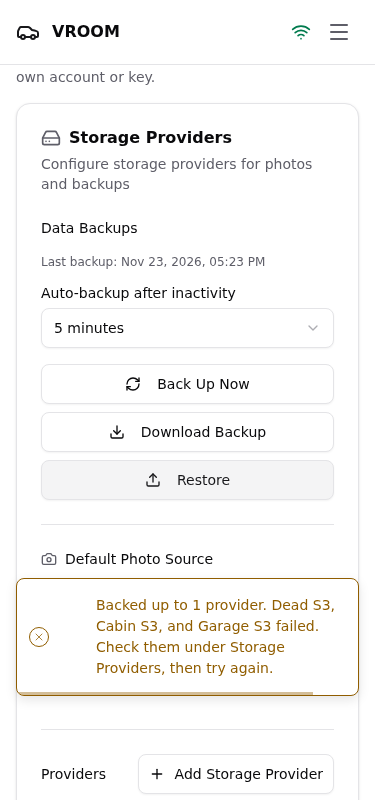 VROOM
own account or key.
Storage Providers
Configure storage providers for photos
and backups
Data Backups
Last backup: Nov 23, 2026, 05:23 PM
Auto-backup after inactivity
5 minutes
Back Up Now
Download Backup
Restore
Default Photo Source
Backed up to 1 provider. Dead S3,
Cabin S3, and Garage S3 failed.
Check them under Storage
Providers, then try again.
Providers
Add Storage Provider